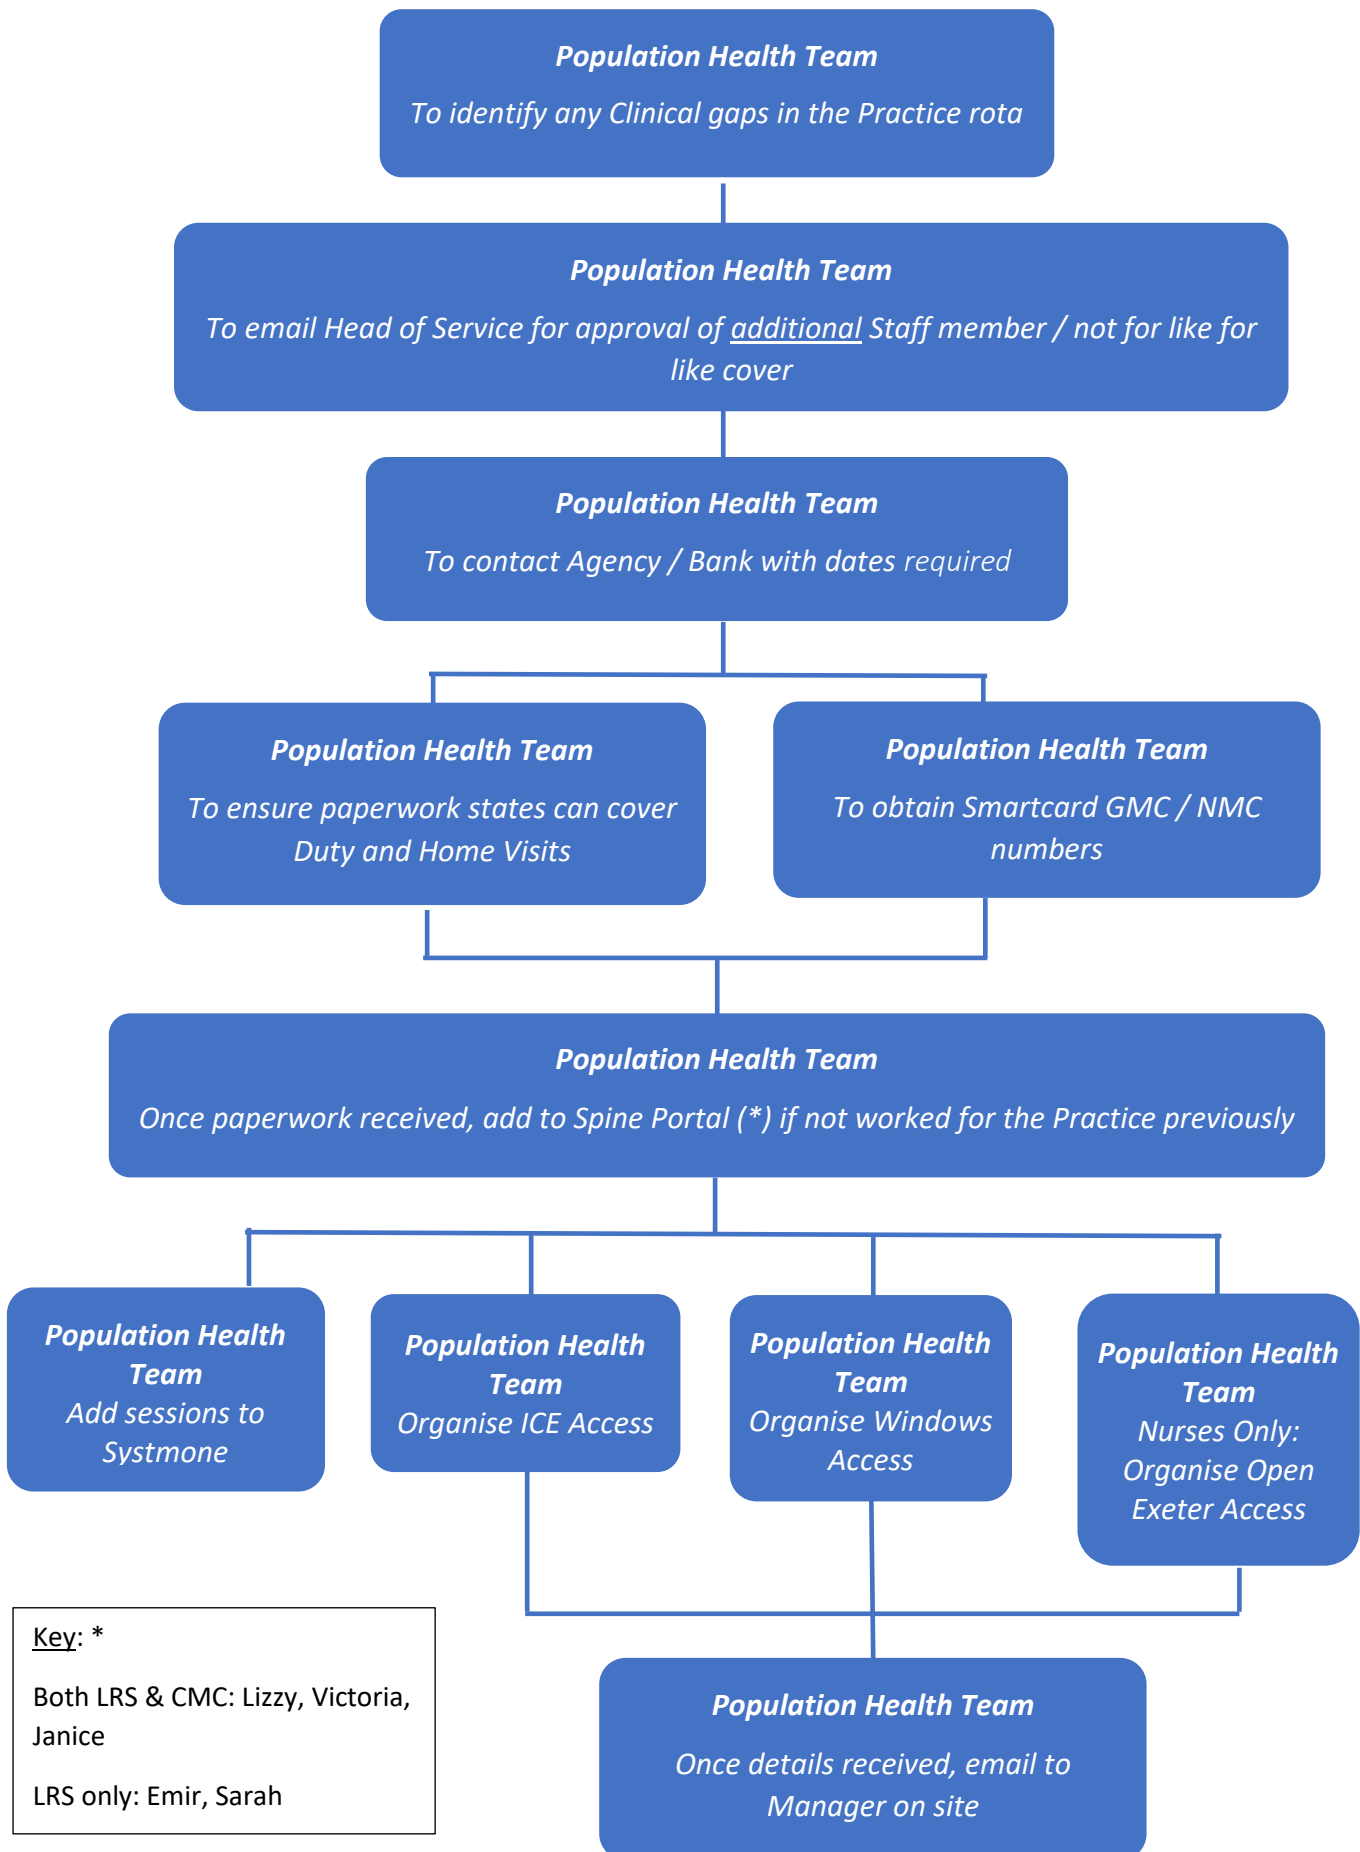 Population Health Team
To identify any Clinical gaps in the Practice rota
Population Health Team
To email Head of Service for approval of additional Staff member / not for like for
like cover
Population Health Team
To contact Agency / Bank with dates required
Population Health Team
To ensure paperwork states can cover
Duty and Home Visits
Population Health Team
To obtain Smartcard GMC / NMC
numbers
Population Health Team
Once paperwork received, add to Spine Portal (*) if not worked for the Practice previously
Population Health
Team
Add sessions to
Systmone
Population Health
Team
Organise ICE Access
Population Health
Team
Organise Windows
Access
Population Health
Team
Nurses Only:
Organise Open
Exeter Access
Key: *
Both LRS & CMC: Lizzy, Victoria,
Janice
LRS only: Emir, Sarah
Population Health Team
Once details received, email to
Manager on site